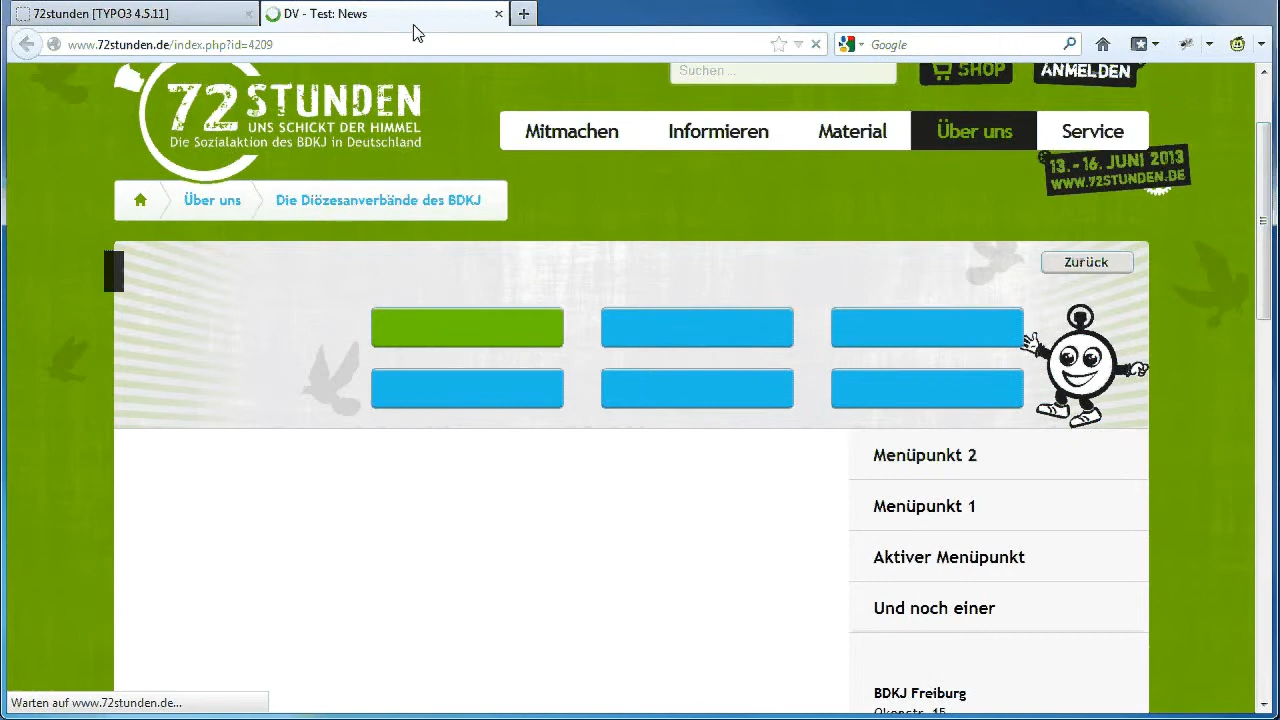 72stunden [TYPO3 4.5.11]
DV - Test: News
www.72stunden.de/index.php?id=4209
Google
Suchen ...
SHOP
ANMELDEN
72 STUNDEN
UNS SCHICKT DER HIMMEL
Die Sozialaktion des BDKJ in Deutschland
Mitmachen
Informieren
Material
Über uns
Service
13.-16. JUNI 2013
WWW.72STUNDEN.DE
Über uns
Die Diözesanverbände des BDKJ
Zurück
Menüpunkt 2
Menüpunkt 1
Aktiver Menüpunkt
Und noch einer
BDKJ Freiburg
Okenstr. 15
Warten auf www.72stunden.de...